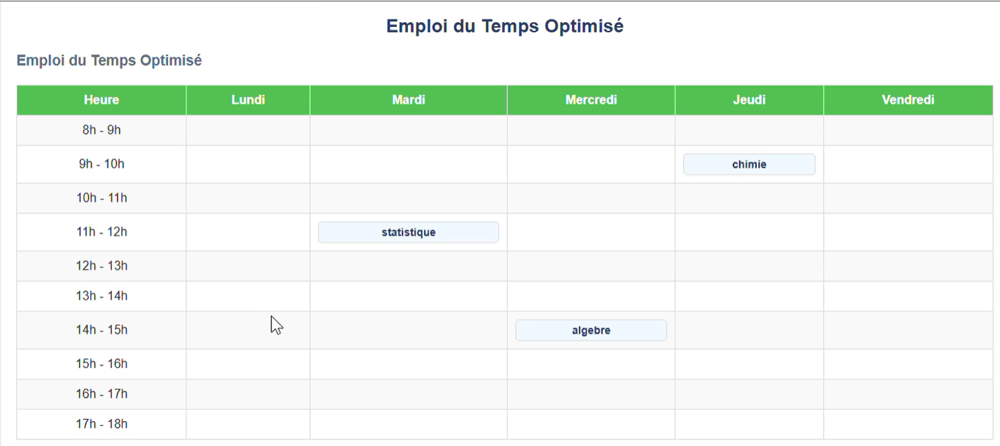 Emploi du Temps Optimisé
Emploi du Temps Optimisé
Heure Lundi Mardi Mercredi Jeudi Vendredi
8h - 9h
9h - 10h chimie
10h - 11h
11h - 12h statistique
12h - 13h
13h - 14h
14h - 15h algebre
15h - 16h
16h - 17h
17h - 18h